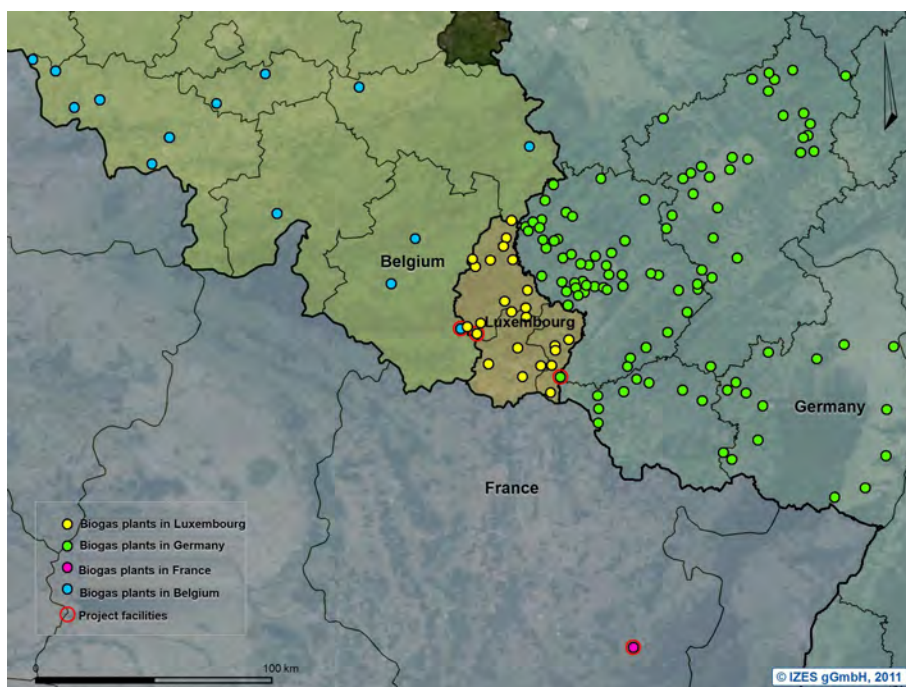 N
Belgium
Luxembourg
Germany
France
Biogas plants in Luxembourg
Biogas plants in Germany
Biogas plants in France
Biogas plants in Belgium
Project facilities
0 100 km
© IZES gGmbH, 2011